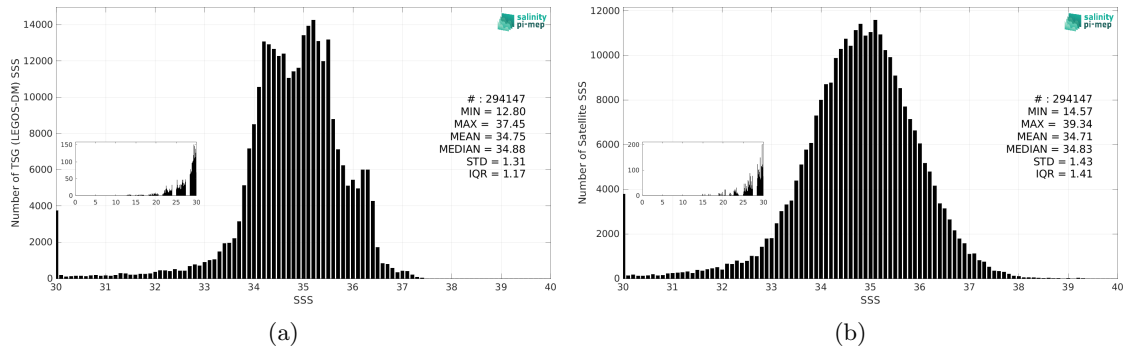 salinity
pi-mep
Number of TSG (LEGOS-DM) SSS
14000
12000
10000
8000
6000
4000
2000
0
# : 294147
MIN = 12.80
MAX = 37.45
MEAN = 34.75
MEDIAN = 34.88
STD = 1.31
IQR = 1.17
150
100
50
0
0 5 10 15 20 25 30
30 31 32 33 34 35 36 37 38 39 40
SSS
(a)
salinity
pi-mep
Number of Satellite SSS
12000
10000
8000
6000
4000
2000
0
# : 294147
MIN = 14.57
MAX = 39.34
MEAN = 34.71
MEDIAN = 34.83
STD = 1.43
IQR = 1.41
200
100
0
0 5 10 15 20 25 30
30 31 32 33 34 35 36 37 38 39 40
SSS
(b)